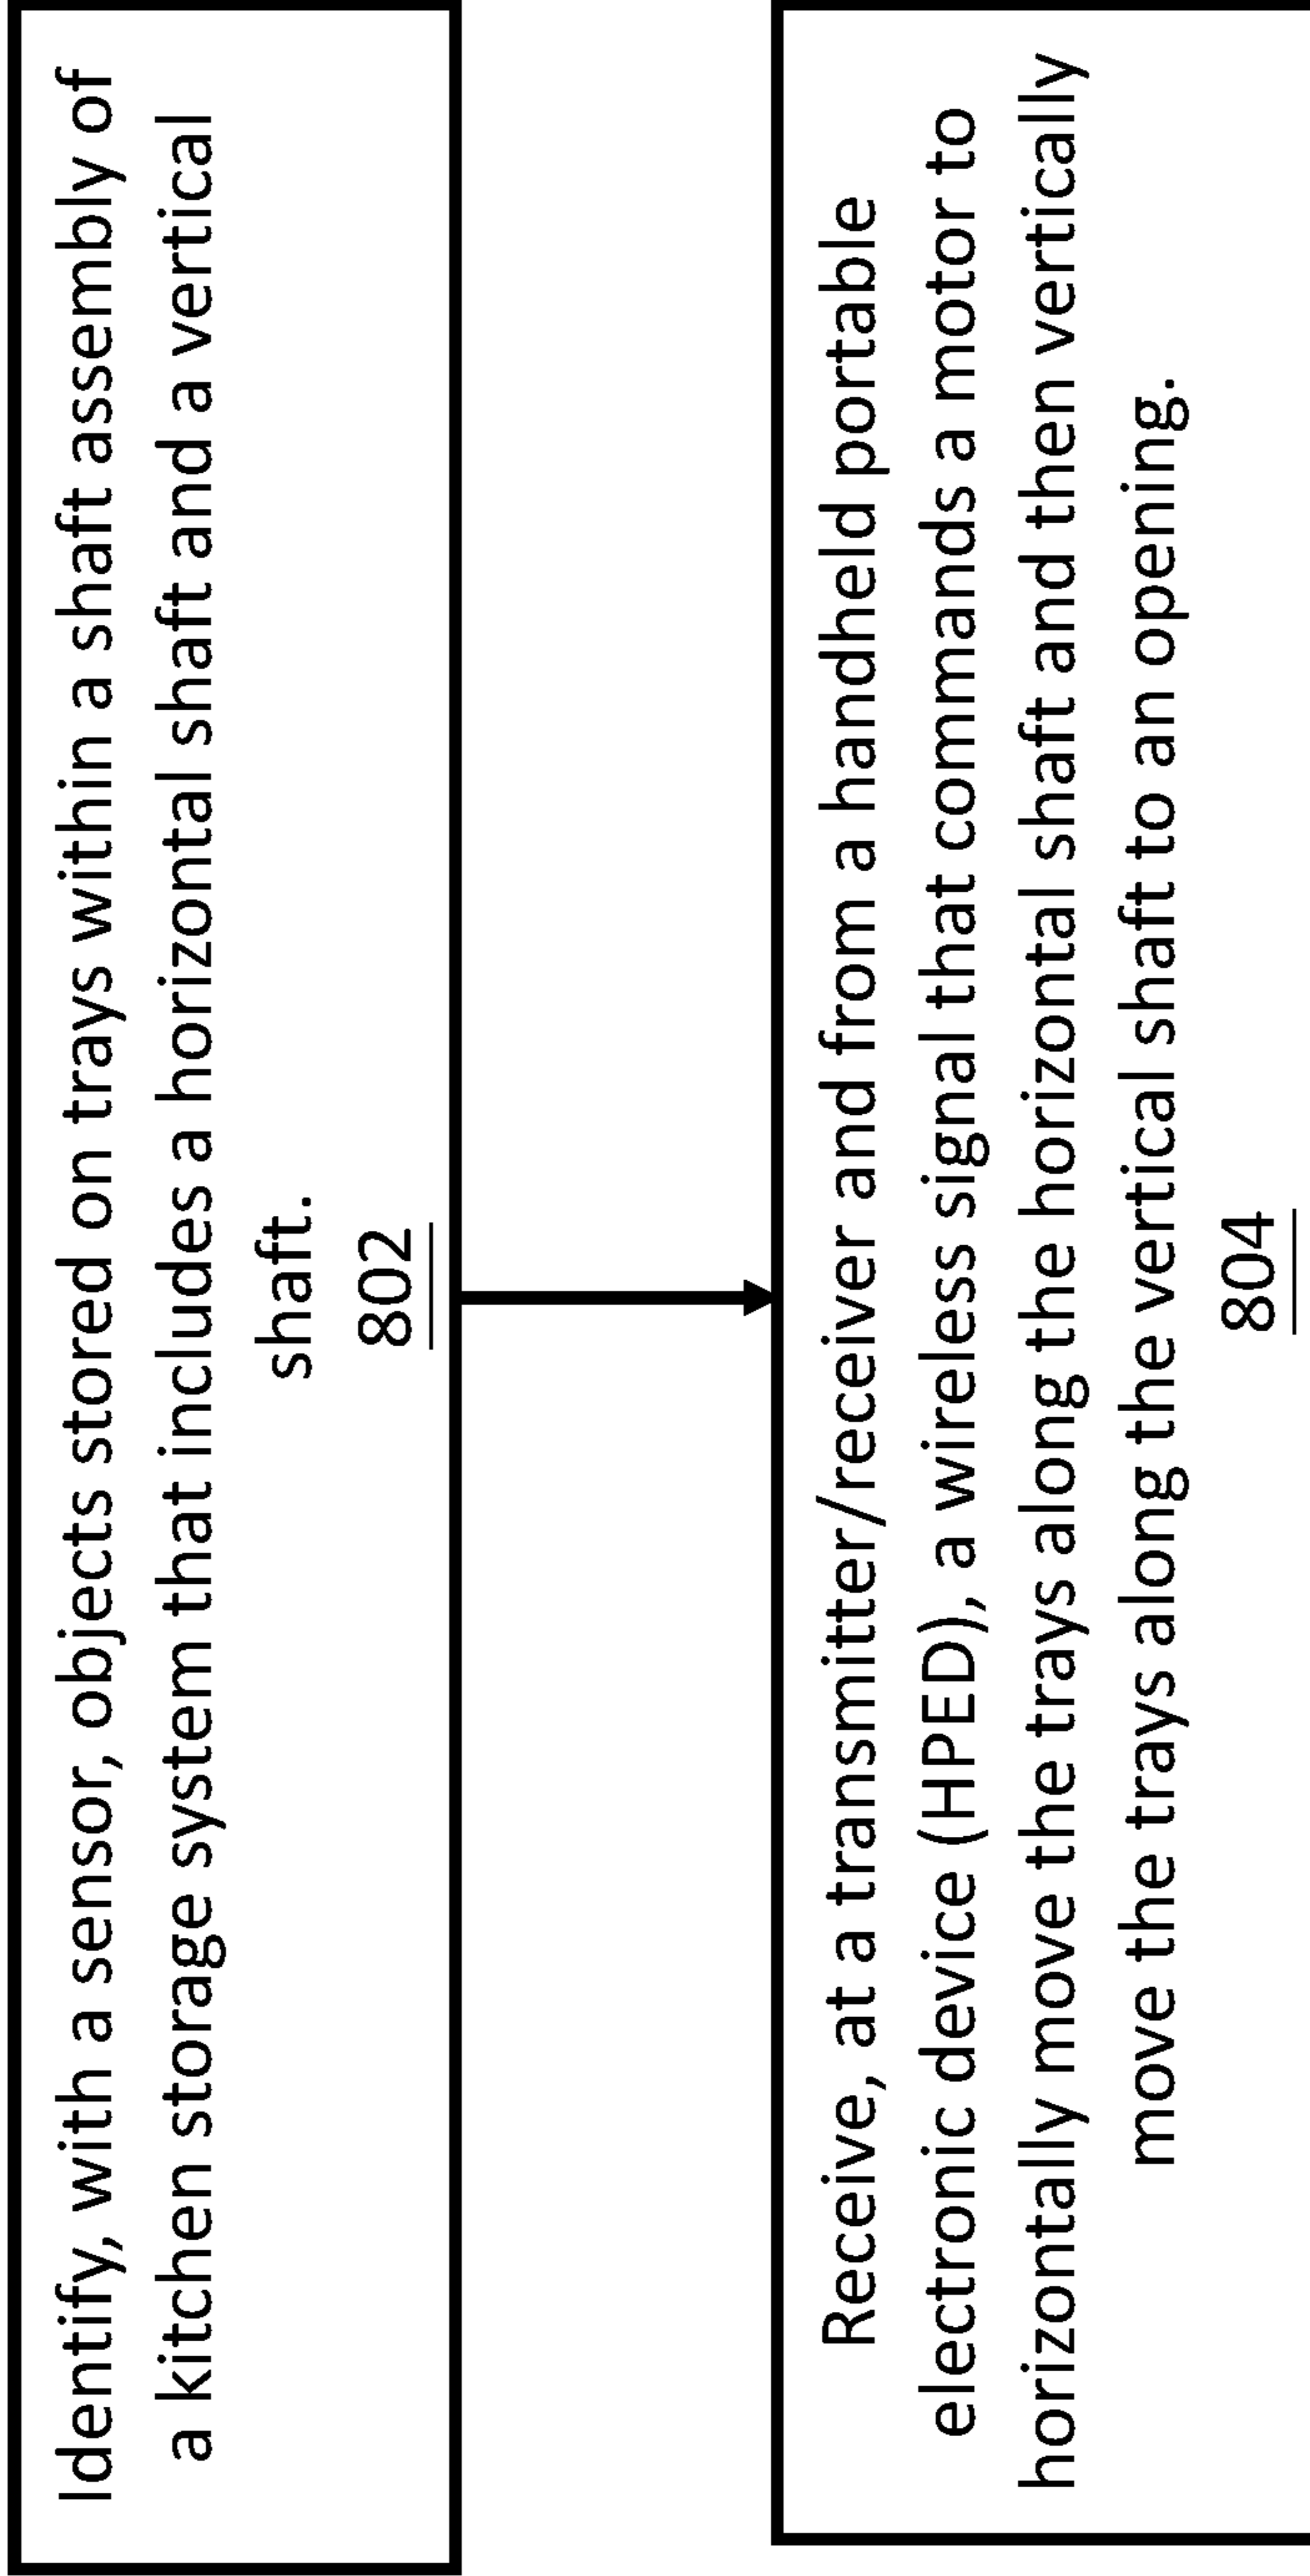 Identify, with a sensor, objects stored on trays within a shaft assembly of
a kitchen storage system that includes a horizontal shaft and a vertical
shaft.
802
Receive, at a transmitter/receiver and from a handheld portable
electronic device (HPED), a wireless signal that commands a motor to
horizontally move the trays along the horizontal shaft and then vertically
move the trays along the vertical shaft to an opening.
804